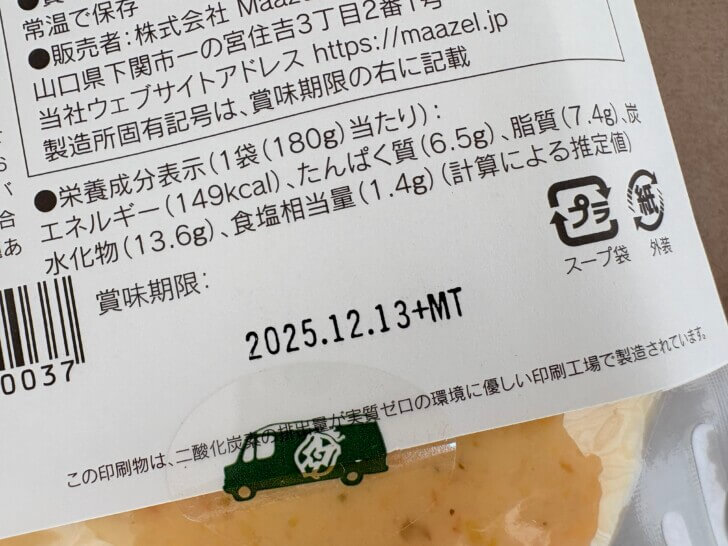 常温で保存
●販売者:株式会社 Maazel
山口県下関市一の宮住吉3丁目2番1号
当社ウェブサイトアドレス https://maazel.jp
製造所固有記号は、賞味期限の右に記載
●栄養成分表示(1袋(180g)当たり):
エネルギー(149kcal)、たんぱく質(6.5g)、脂質(7.4g)、炭
水化物(13.6g)、食塩相当量(1.4g)(計算による推定値)
プラ
スープ袋
紙
外装
賞味期限:
2025.12.13+MT
0037
この印刷物は、二酸化炭素の排出量が実質ゼロの環境に優しい印刷工場で製造されています。